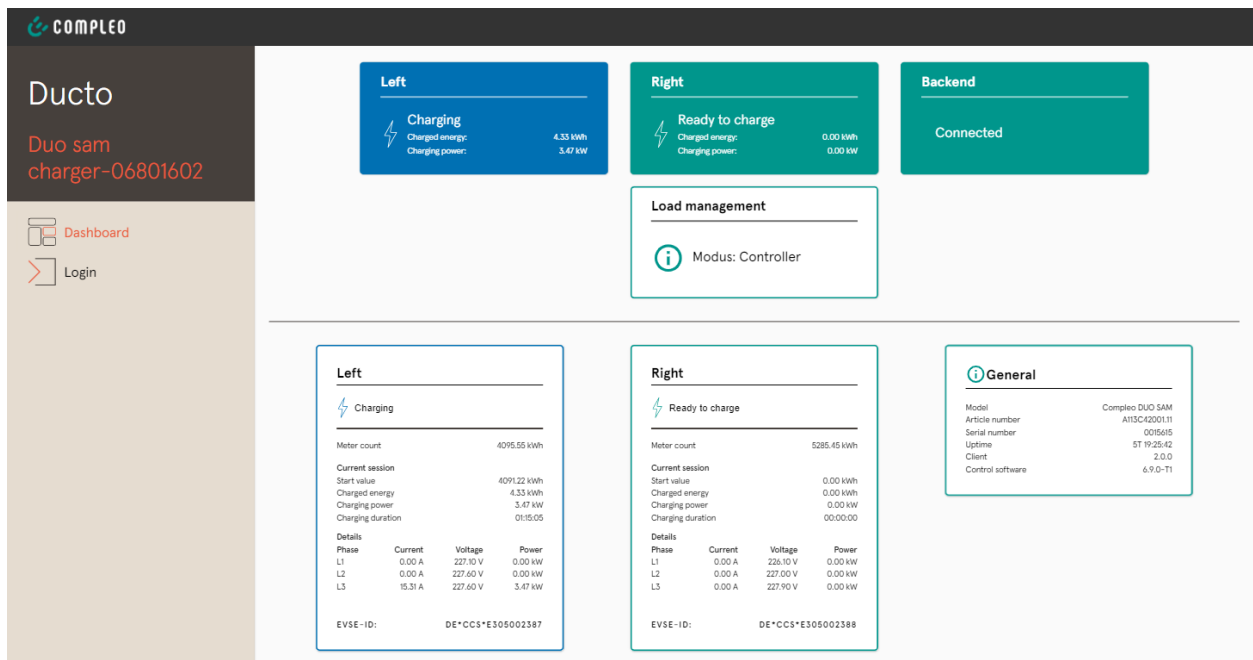 COMPLEO
Ducto
Duo sam
charger-06801602
Dashboard
Login
Left
Charging
Charged energy: 4.33 kWh
Charging power: 3.47 kW
Right
Ready to charge
Charged energy: 0.00 kWh
Charging power: 0.00 kW
Backend
Connected
Load management
Modus: Controller
Left
Charging
Meter count 4095.55 kWh
Current session
Start value 4091.22 kWh
Charged energy 4.33 kWh
Charging power 3.47 kW
Charging duration 01:15:05
Details
Phase Current Voltage Power
L1 0.00 A 227.10 V 0.00 kW
L2 0.00 A 227.60 V 0.00 kW
L3 15.31 A 227.60 V 3.47 kW
EVSE-ID: DE*CCS*E305002387
Right
Ready to charge
Meter count 5285.45 kWh
Current session
Start value 0.00 kWh
Charged energy 0.00 kWh
Charging power 0.00 kW
Charging duration 00:00:00
Details
Phase Current Voltage Power
L1 0.00 A 226.10 V 0.00 kW
L2 0.00 A 227.00 V 0.00 kW
L3 0.00 A 227.90 V 0.00 kW
EVSE-ID: DE*CCS*E305002388
General
Model Compleo DUO SAM
Article number A113C42001.11
Serial number 0015615
Uptime 5T 19:25:42
Client 2.0.0
Control software 6.9.0-T1